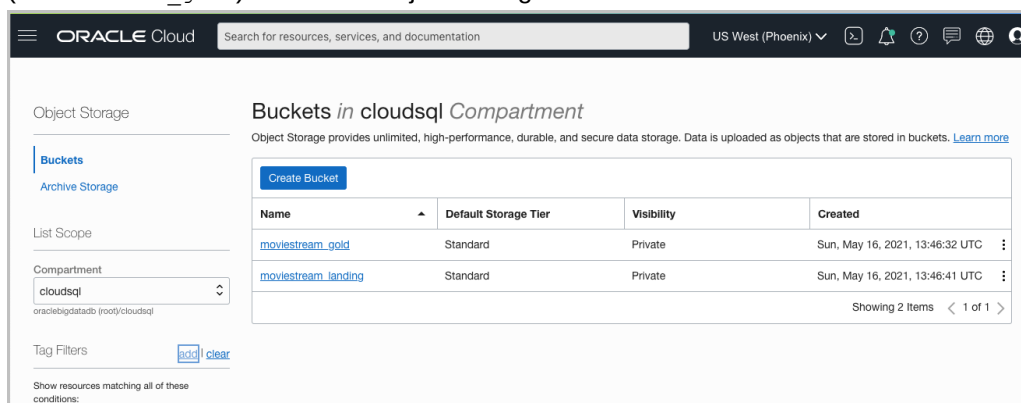 ORACLE Cloud
Search for resources, services, and documentation
US West (Phoenix)
Object Storage
Buckets
Archive Storage
List Scope
Compartment
cloudsql
oraclebigdatadb (root)/cloudsql
Tag Filters
add | clear
Show resources matching all of these
conditions:
Buckets in cloudsql Compartment
Object Storage provides unlimited, high-performance, durable, and secure data storage. Data is uploaded as objects that are stored in buckets. Learn more
Create Bucket
Name Default Storage Tier Visibility Created
moviestream_gold Standard Private Sun, May 16, 2021, 13:46:32 UTC
moviestream_landing Standard Private Sun, May 16, 2021, 13:46:41 UTC
Showing 2 Items < 1 of 1 >